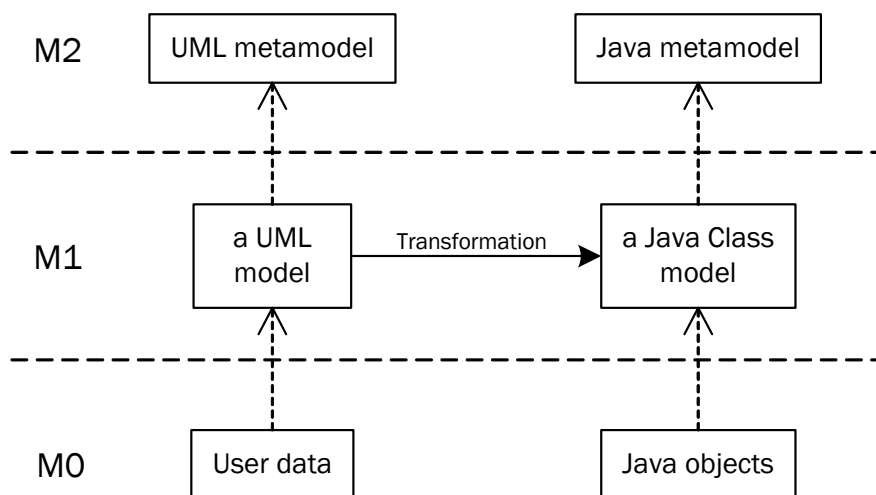 M2
UML metamodel
Java metamodel
M1
a UML
model
Transformation
a Java Class
model
M0
User data
Java objects